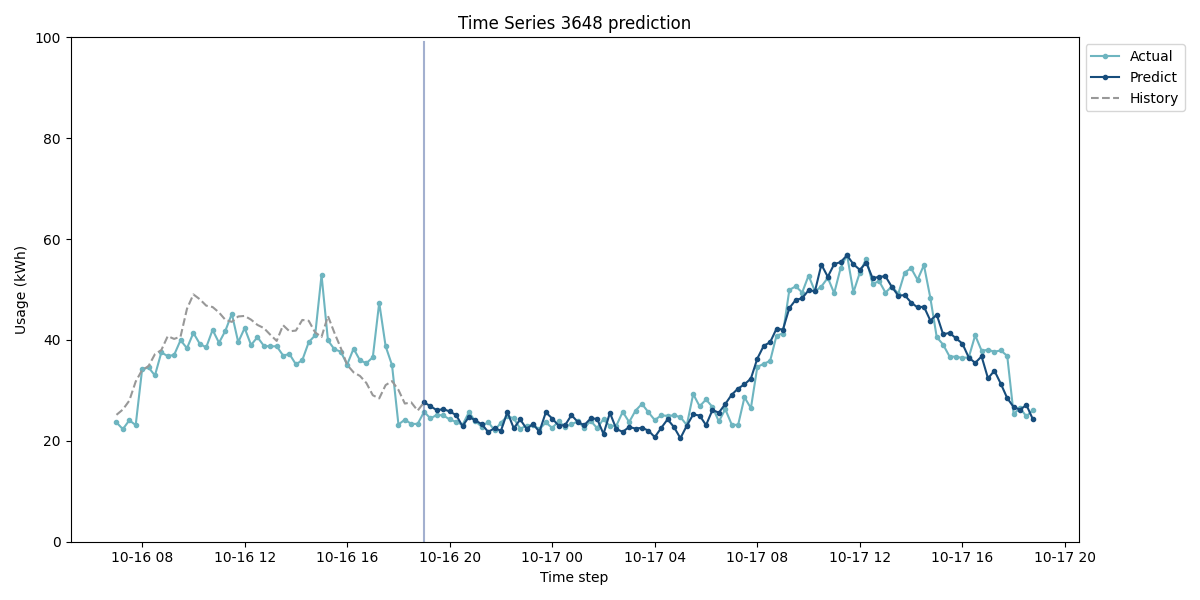 Time Series 3648 prediction
100
80
60
40
20
0
Usage (kWh)
10-16 08
10-16 12
10-16 16
10-16 20
10-17 00
10-17 04
10-17 08
10-17 12
10-17 16
10-17 20
Time step
Actual
Predict
History